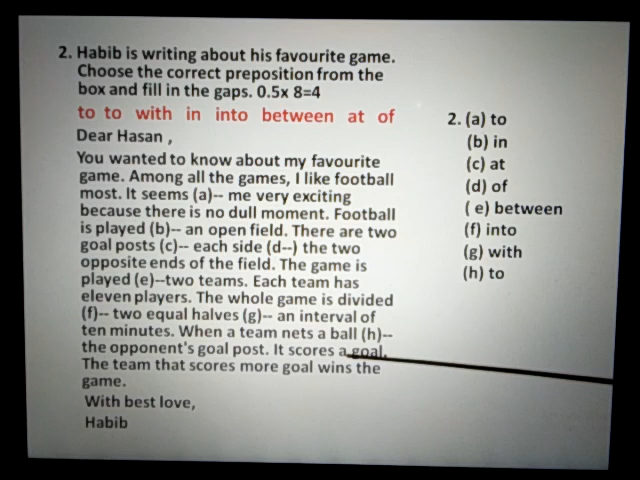 2. Habib is writing about his favourite game.
Choose the correct preposition from the
box and fill in the gaps. 0.5x 8=4
to to with in into between at of
Dear Hasan ,
You wanted to know about my favourite
game. Among all the games, I like football
most. It seems (a)-- me very exciting
because there is no dull moment. Football
is played (b)-- an open field. There are two
goal posts (c)-- each side (d--) the two
opposite ends of the field. The game is
played (e)--two teams. Each team has
eleven players. The whole game is divided
(f)-- two equal halves (g)-- an interval of
ten minutes. When a team nets a ball (h)--
the opponent's goal post. It scores a goal.
The team that scores more goal wins the
game.
With best love,
Habib
2. (a) to
(b) in
(c) at
(d) of
( e) between
(f) into
(g) with
(h) to